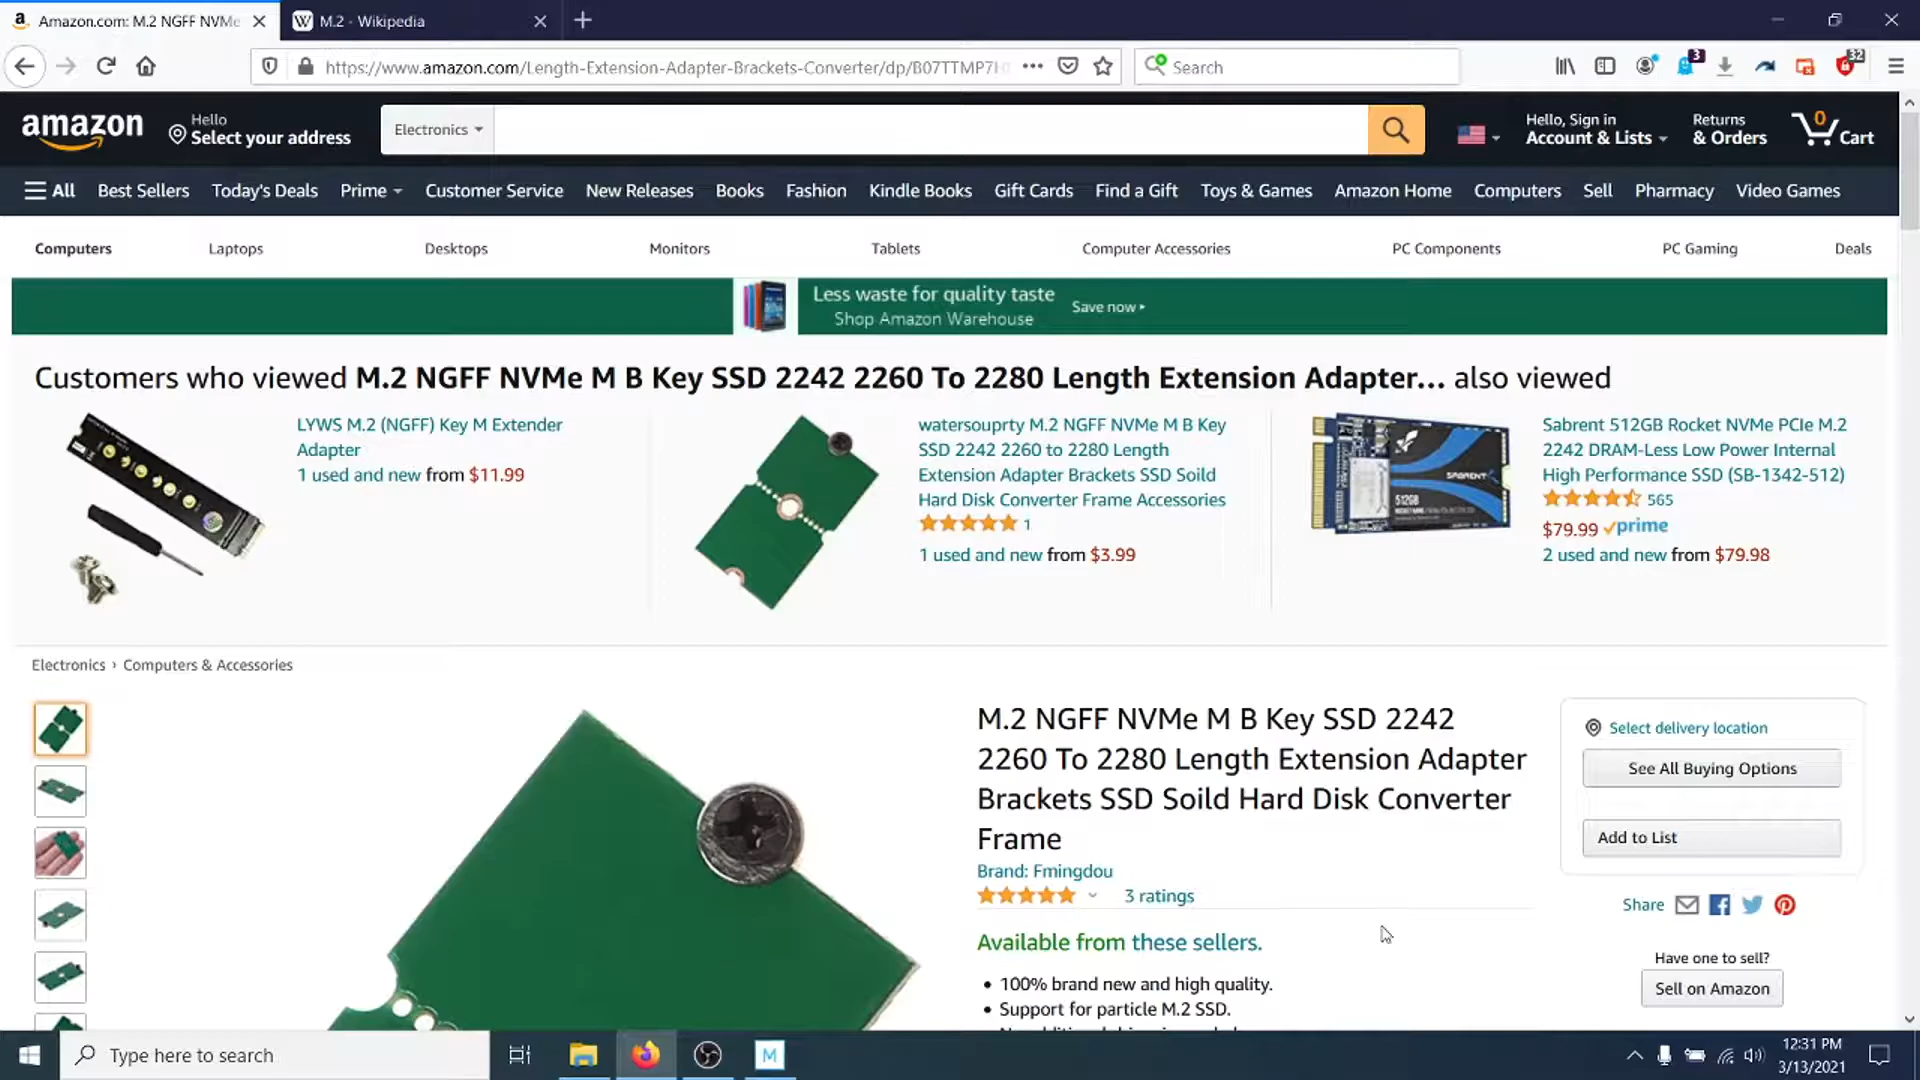 Amazon.com: M.2 NGFF NVMe
M.2 - Wikipedia
https://www.amazon.com/Length-Extension-Adapter-Brackets-Converter/dp/B07TTMP7H
Search
3
32
amazon
Hello
Select your address
Electronics
Hello, Sign in
Account & Lists
Returns
& Orders
0
Cart
All Best Sellers Today's Deals Prime Customer Service New Releases Books Fashion Kindle Books Gift Cards Find a Gift Toys & Games Amazon Home Computers Sell Pharmacy Video Games
Computers Laptops Desktops Monitors Tablets Computer Accessories PC Components PC Gaming Deals
Less waste for quality taste
Shop Amazon Warehouse
Save now
Customers who viewed M.2 NGFF NVMe M B Key SSD 2242 2260 To 2280 Length Extension Adapter... also viewed
LYWS M.2 (NGFF) Key M Extender
Adapter
1 used and new from $11.99
watersouprty M.2 NGFF NVMe M B Key
SSD 2242 2260 to 2280 Length
Extension Adapter Brackets SSD Soild
Hard Disk Converter Frame Accessories
1
1 used and new from $3.99
512GB
SABRENT
Sabrent 512GB Rocket NVMe PCIe M.2
2242 DRAM-Less Low Power Internal
High Performance SSD (SB-1342-512)
565
$79.99 prime
2 used and new from $79.98
Electronics › Computers & Accessories
M.2 NGFF NVMe M B Key SSD 2242
2260 To 2280 Length Extension Adapter
Brackets SSD Soild Hard Disk Converter
Frame
Brand: Fmingdou
3 ratings
Available from these sellers.
• 100% brand new and high quality.
• Support for particle M.2 SSD.
Select delivery location
See All Buying Options
Add to List
Share
Have one to sell?
Sell on Amazon
Type here to search
M
12:31 PM
3/13/2021